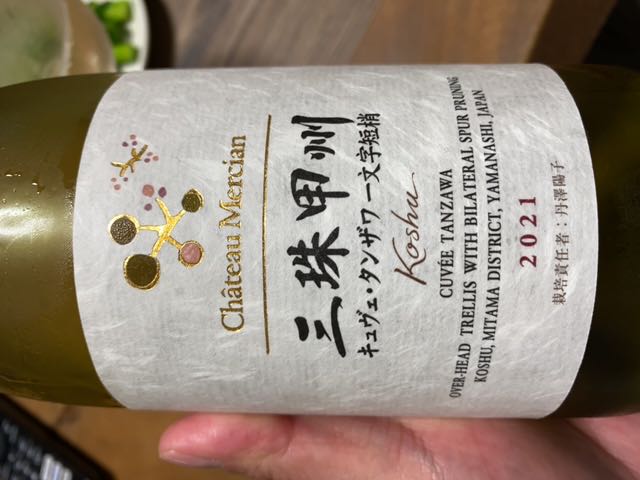 Château Mercian
三珠甲州
キュヴェ・タンザワ 一文字短梢
Koshu
CUVÉE TANZAWA
OVER-HEAD TRELLIS WITH BILATERAL SPUR PRUNING
KOSHU, MITAMA DISTRICT, YAMANASHI, JAPAN
2021
栽培責任者：丹澤陽子